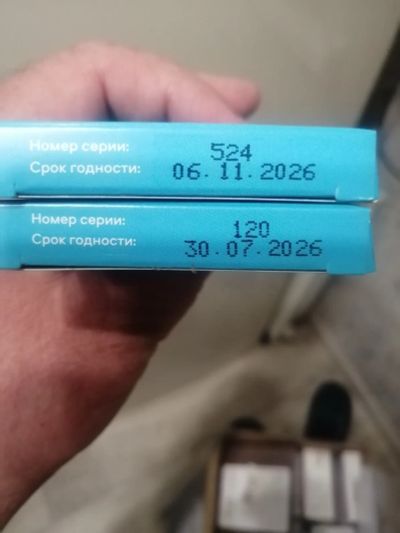 Номер серии: 524
Срок годности: 06.11.2026
Номер серии: 120
Срок годности: 30.07.2026